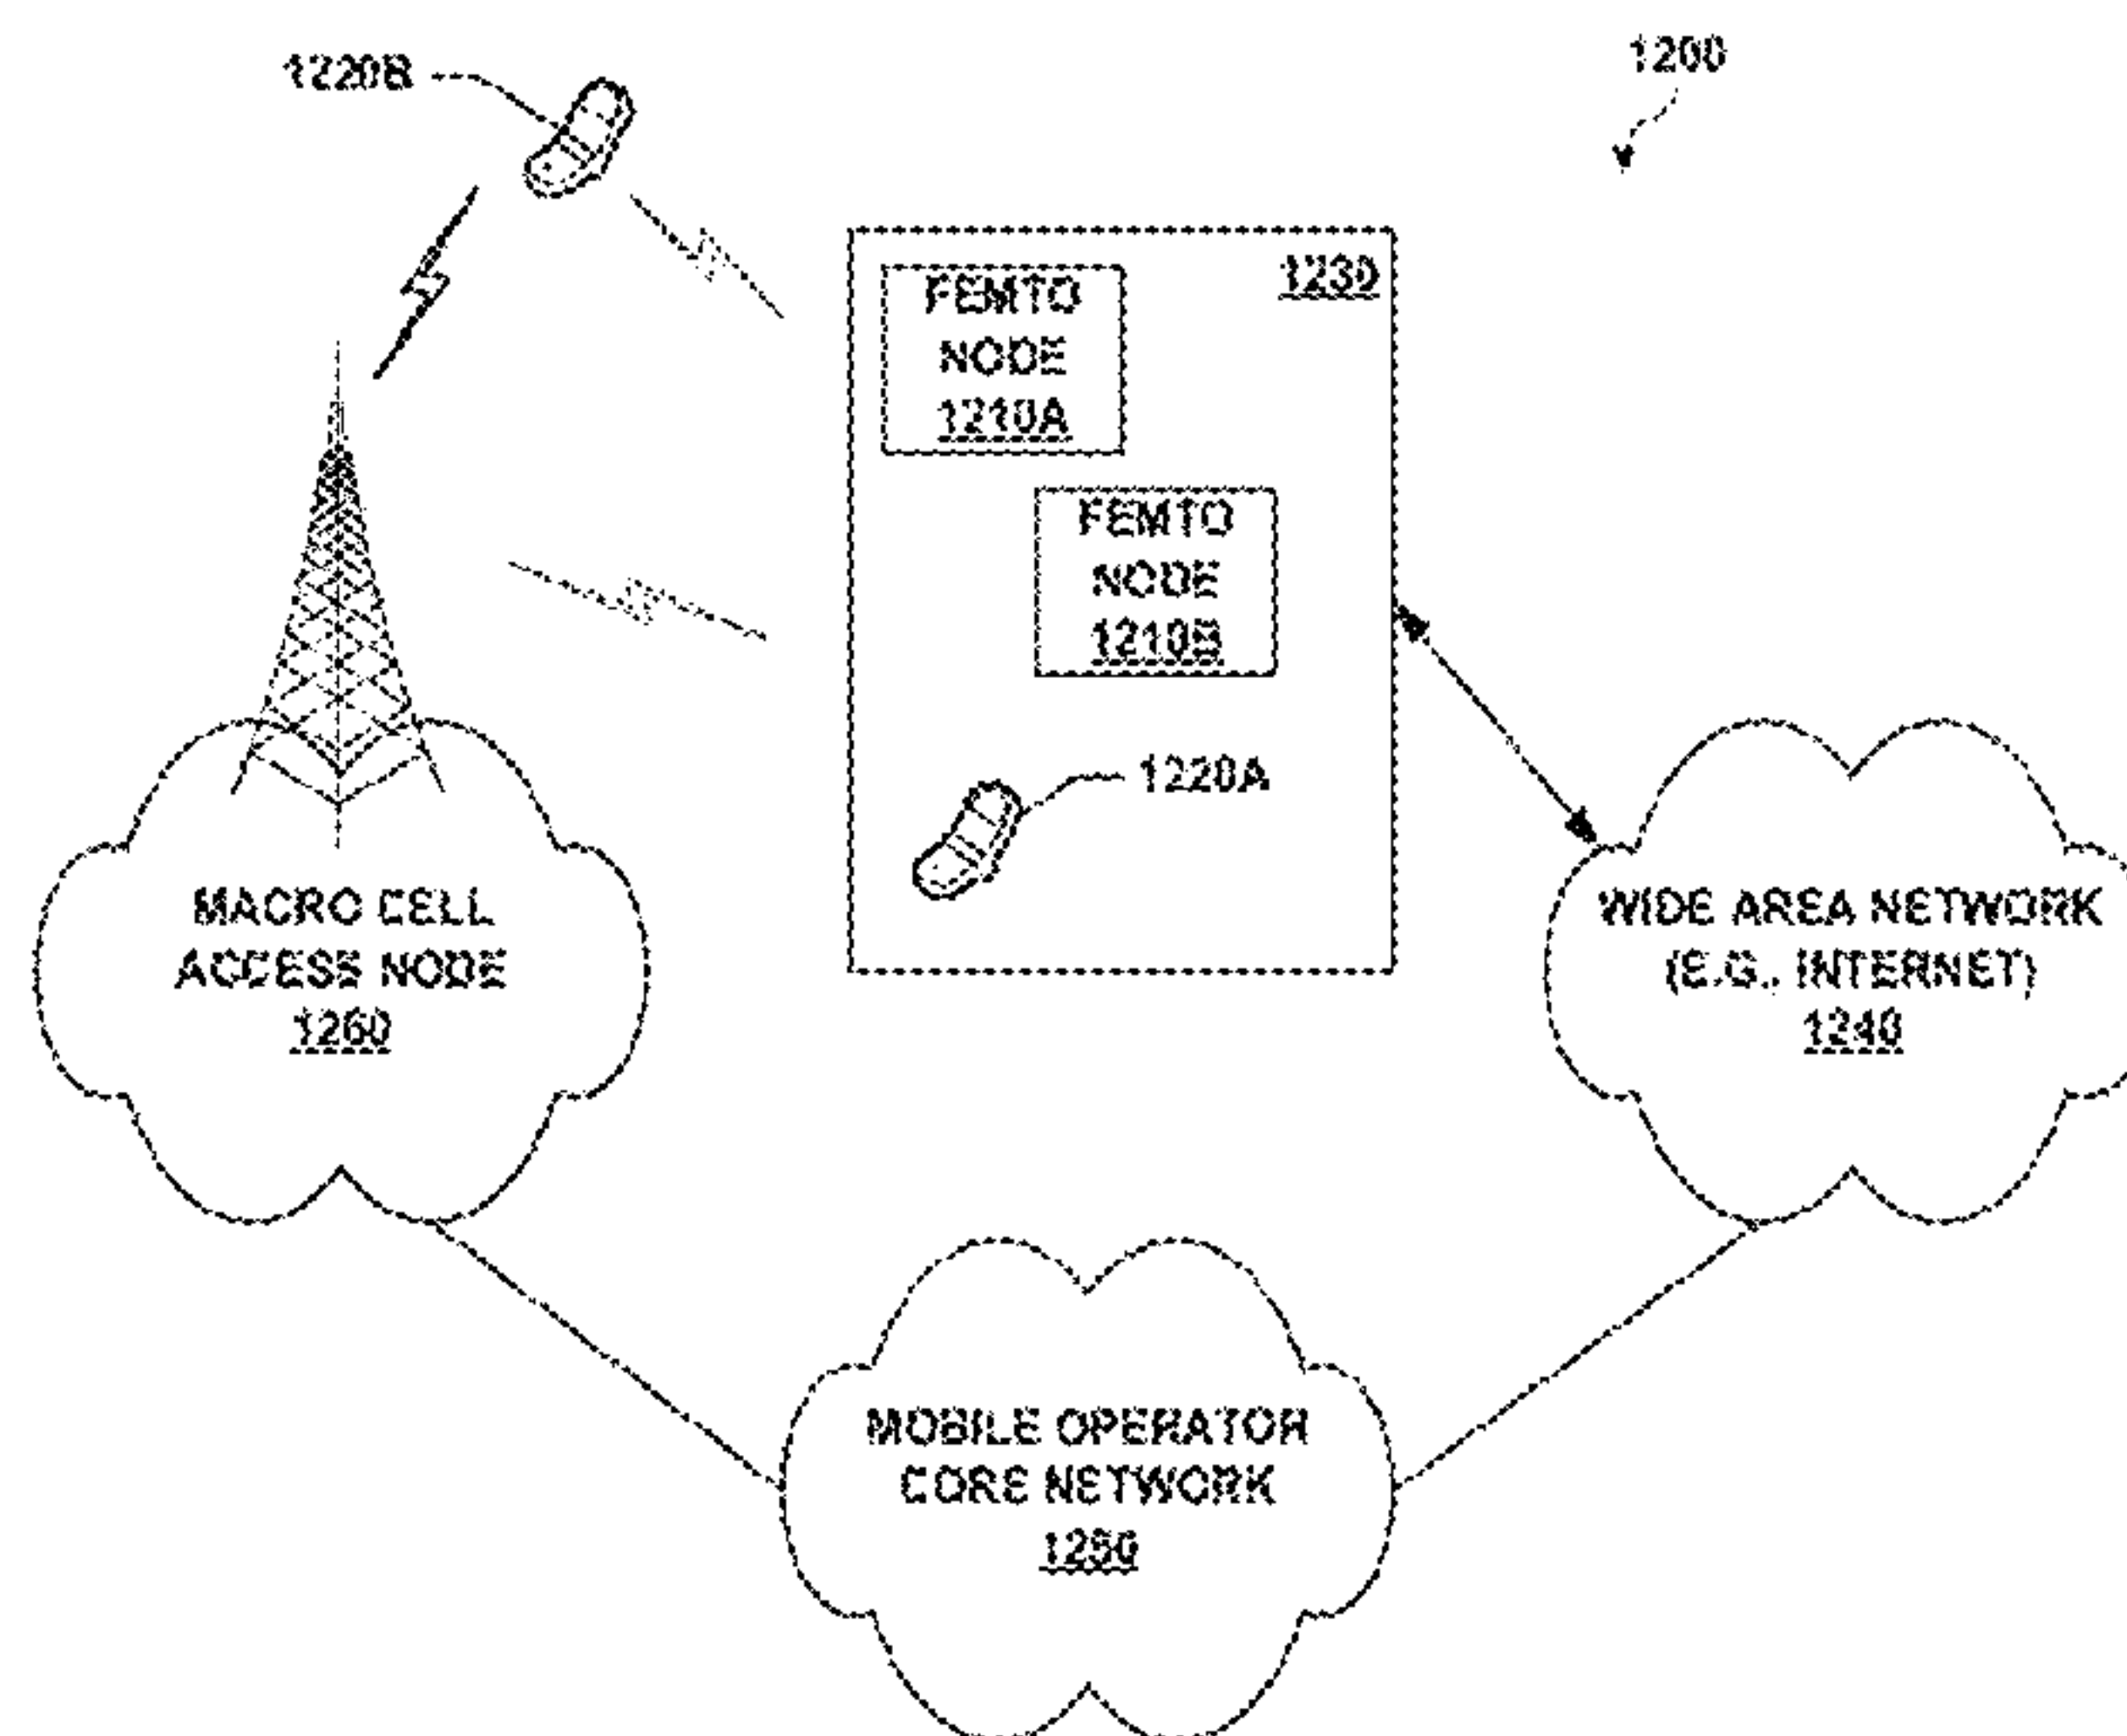 1220B
1200
1230
FEMTO
NODE
1210A
FEMTO
NODE
1210B
1220A
MACRO CELL
ACCESS NODE
1260
WIDE AREA NETWORK
(E.G., INTERNET)
1240
MOBILE OPERATOR
CORE NETWORK
1250